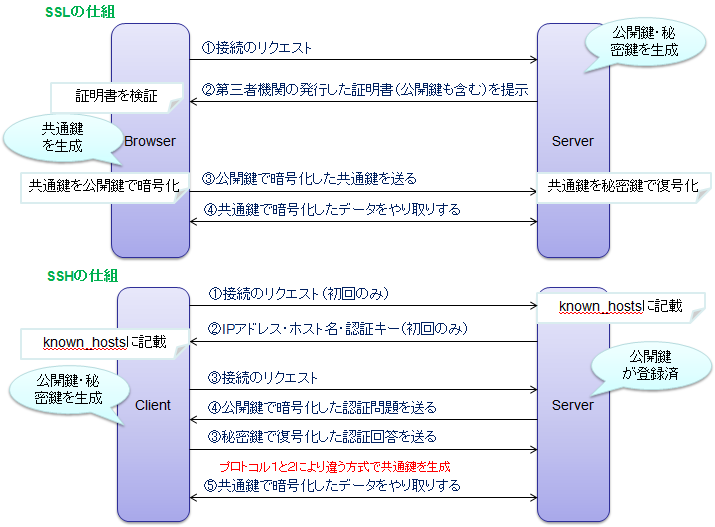 SSLの仕組
①接続のリクエスト
公開鍵・秘
密鍵を生成
②第三者機関の発行した証明書(公開鍵も含む)を提示
証明書を検証
共通鍵
を生成
Browser
Server
③公開鍵で暗号化した共通鍵を送る
共通鍵を公開鍵で暗号化
共通鍵を秘密鍵で復号化
④共通鍵で暗号化したデータをやり取りする
SSHの仕組
①接続のリクエスト(初回のみ)
known_hostsに記載
②IPアドレス・ホスト名・認証キー(初回のみ)
known_hostsに記載
公開鍵
が登録済
③接続のリクエスト
公開鍵・秘
密鍵を生成
Client
Server
④公開鍵で暗号化した認証問題を送る
③秘密鍵で復号化した認証回答を送る
プロトコル1と2により違う方式で共通鍵を生成
⑤共通鍵で暗号化したデータをやり取りする